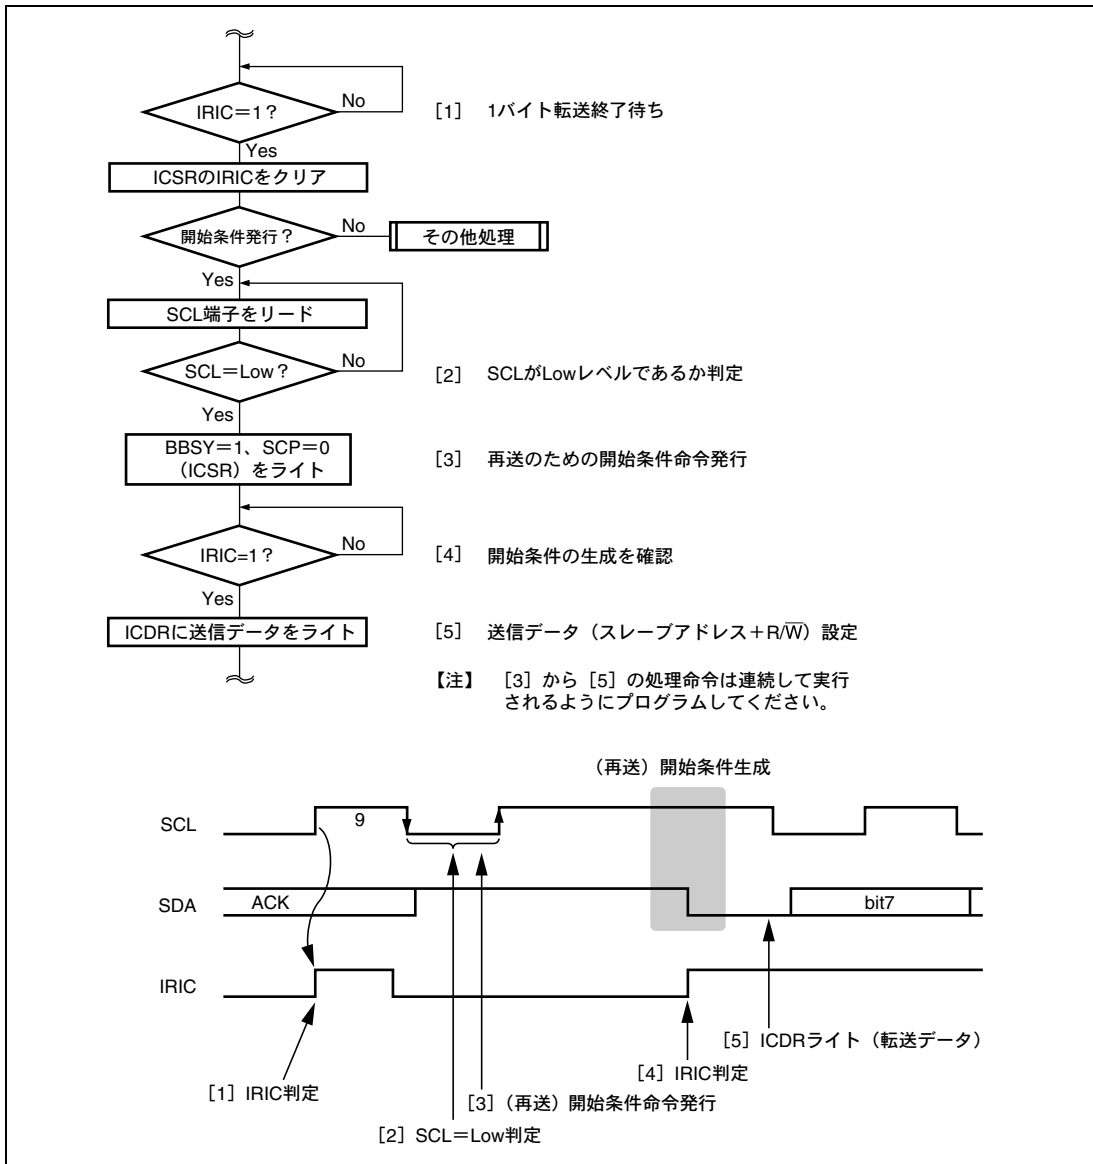 IRIC＝1？
No
［1］ 1バイト転送終了待ち
Yes
ICSRのIRICをクリア
開始条件発行？
No
その他処理
Yes
SCL端子をリード
SCL＝Low？
No
［2］ SCLがLowレベルであるか判定
Yes
BBSY＝1、SCP＝0
（ICSR）をライト
［3］ 再送のための開始条件命令発行
IRIC=1？
No
［4］ 開始条件の生成を確認
Yes
ICDRに送信データをライト
［5］ 送信データ（スレーブアドレス＋R/W̅）設定
【注】 ［3］から［5］の処理命令は連続して実行
されるようにプログラムしてください。
（再送）開始条件生成
SCL
9
SDA
ACK
bit7
IRIC
［5］ICDRライト（転送データ）
［4］IRIC判定
［1］IRIC判定
［3］（再送）開始条件命令発行
［2］SCL＝Low判定